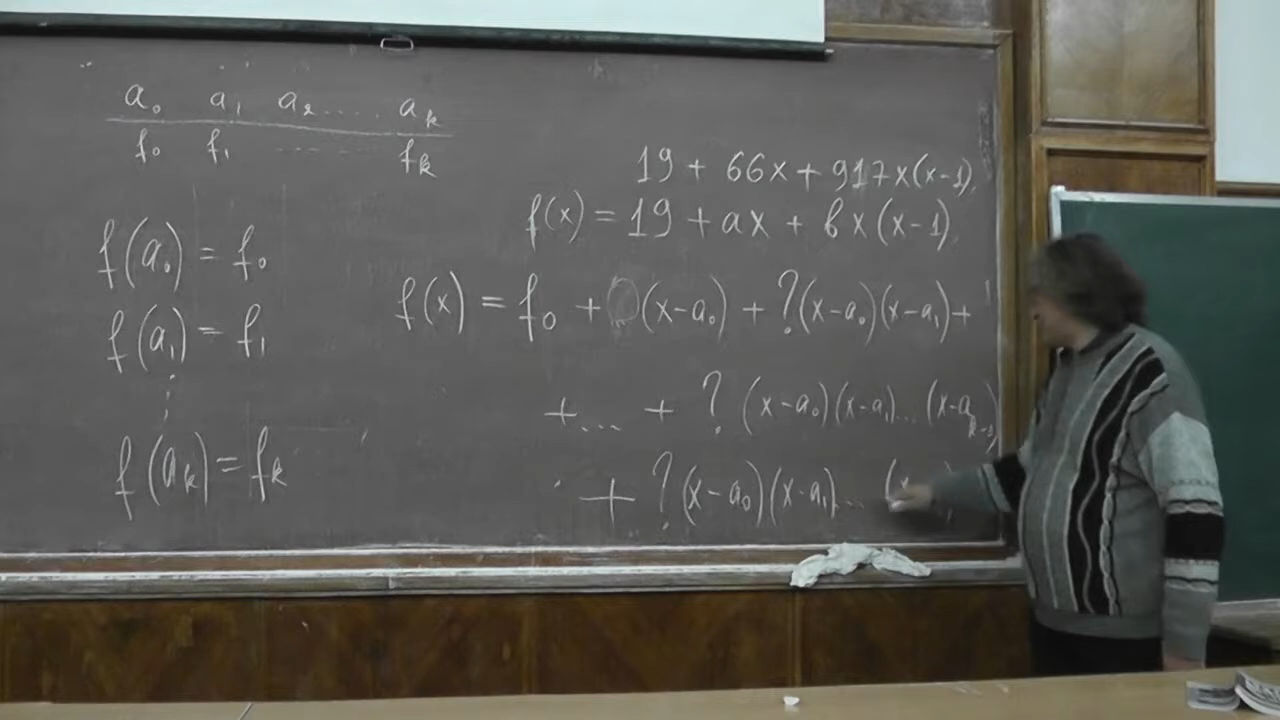 a₀ a₁ a₂ .... aₖ
f₀ f₁ ..... fₖ
f(a₀) = f₀
f(a₁) = f₁
⋮
f(aₖ) = fₖ
19 + 66x + 917x(x-1)
f(x) = 19 + ax + bx(x-1)
f(x) = f₀ + (x-a₀) + ?(x-a₀)(x-a₁) +
+... + ? (x-a₀)(x-a₁)...(x-aₖ₋₁)
+ ?(x-a₀)(x-a₁)... (x